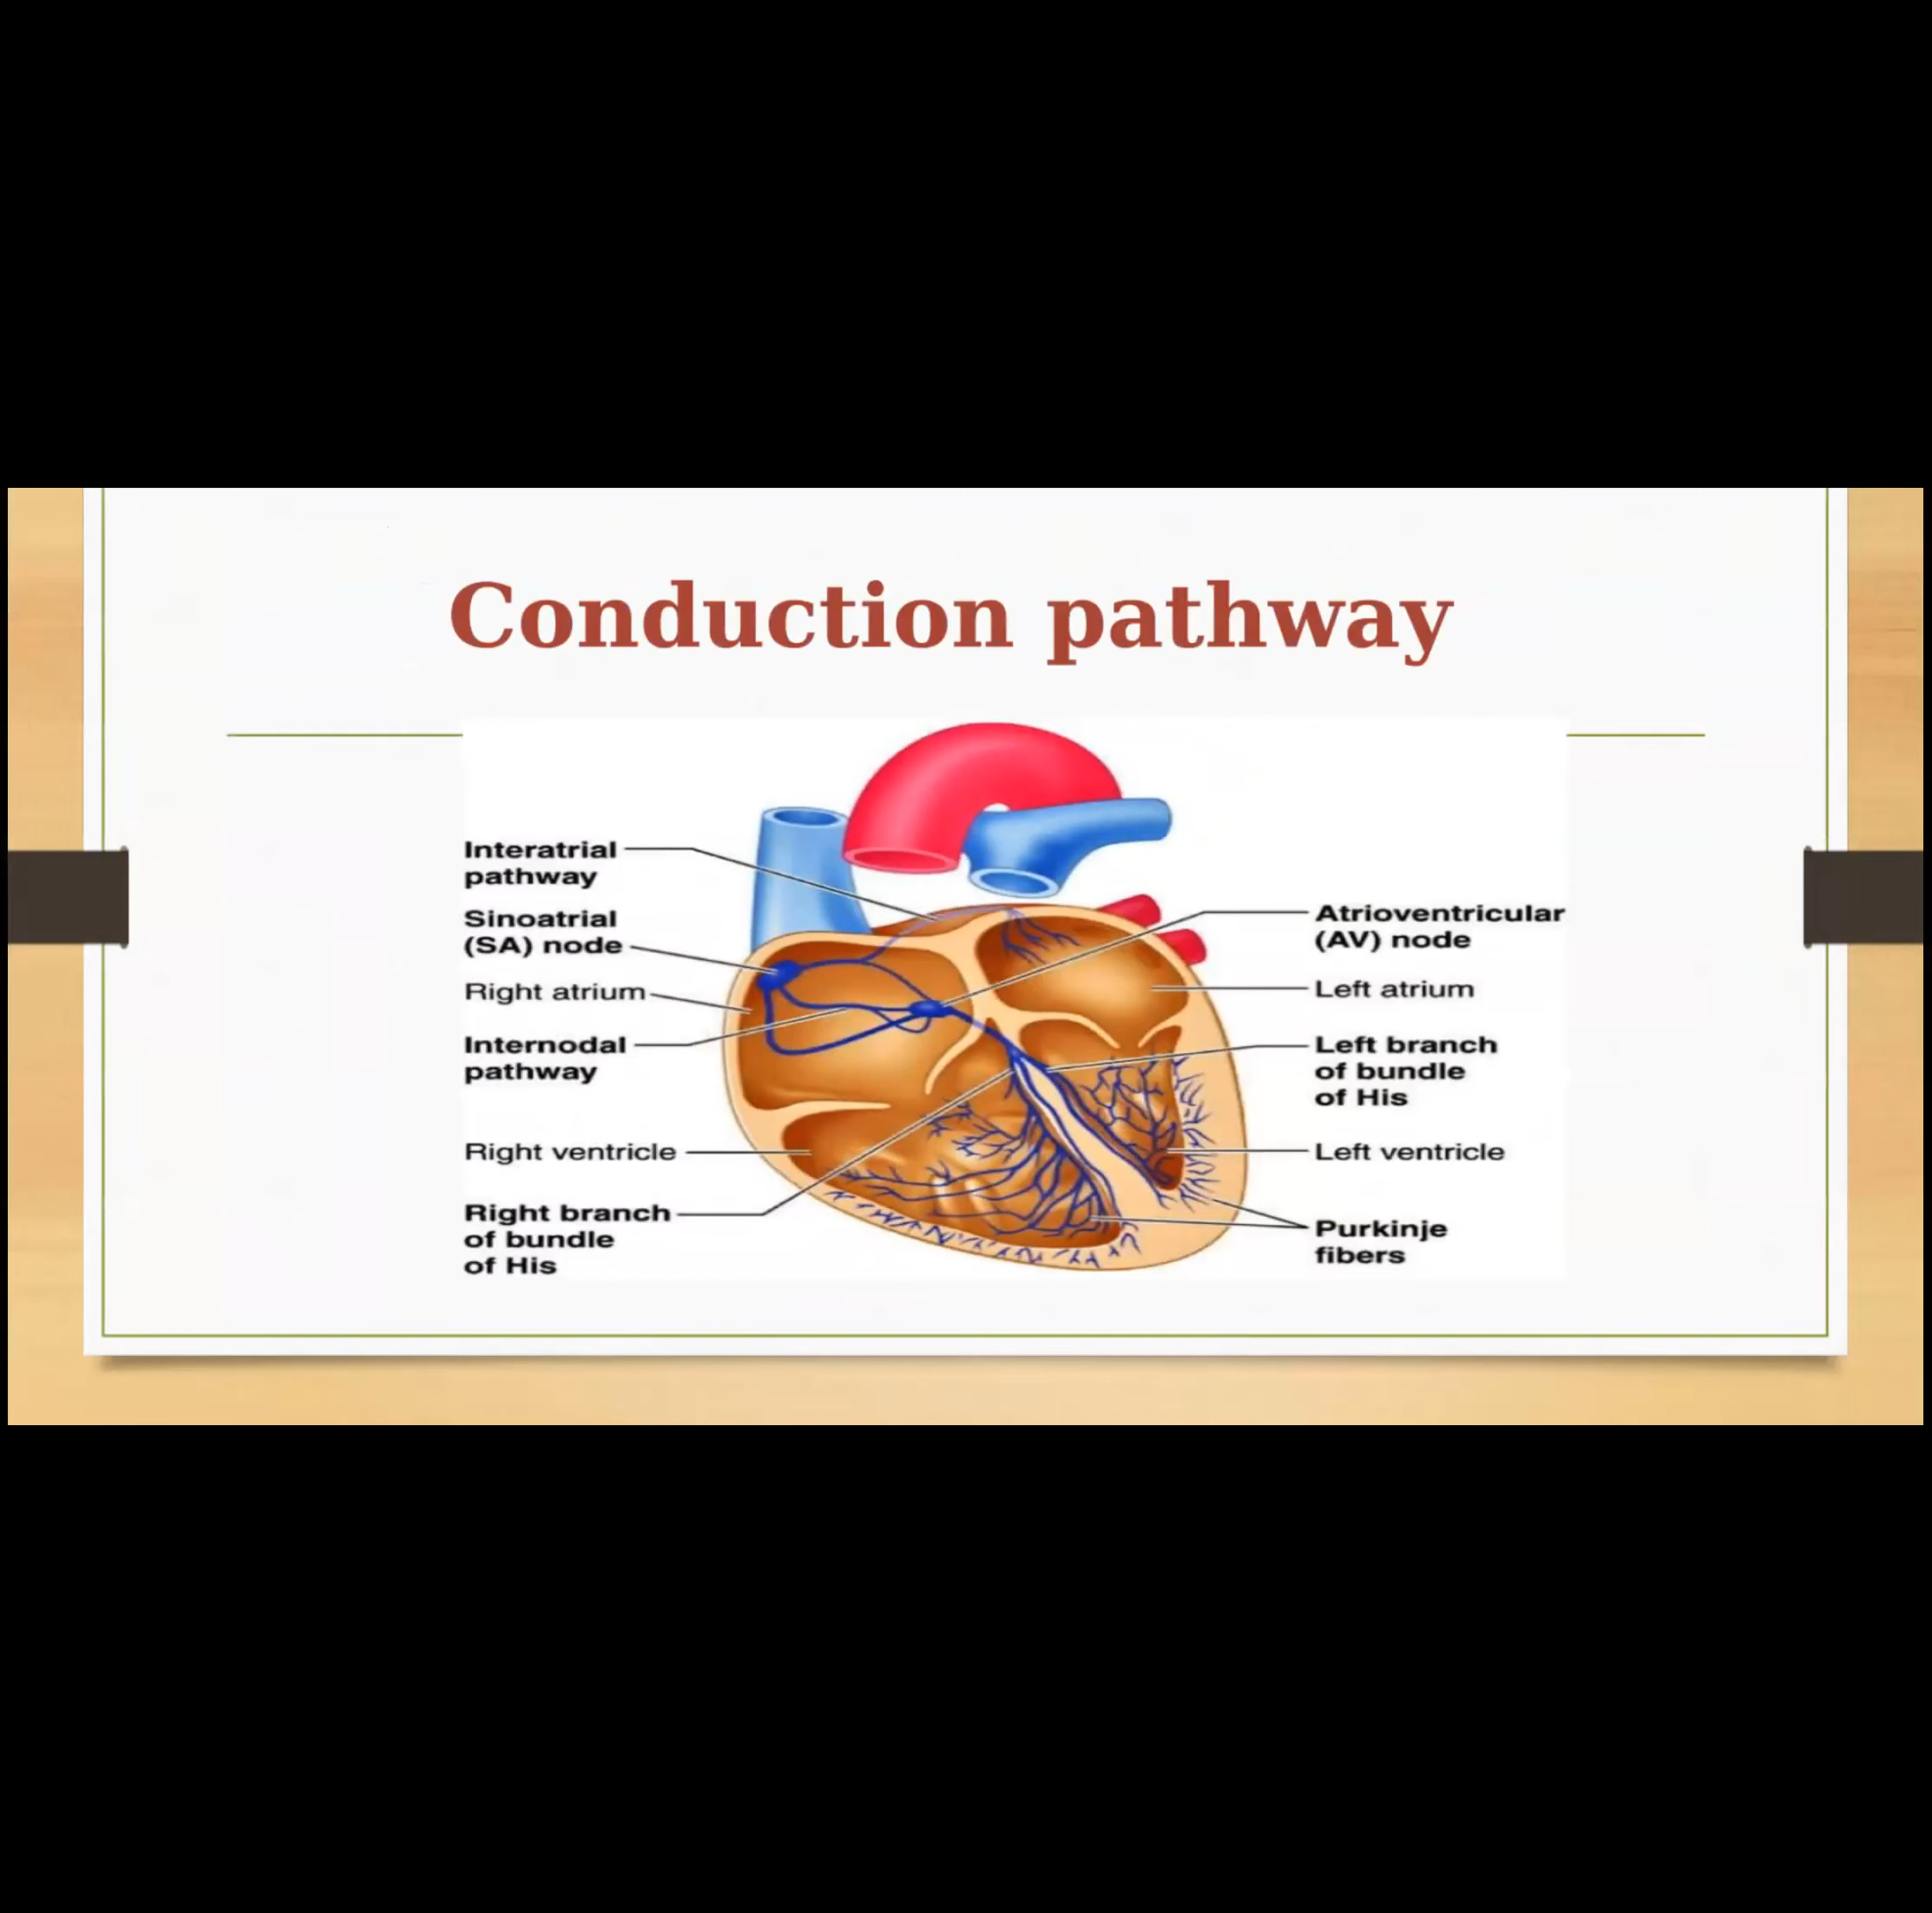 Conduction pathway
Interatrial
pathway
Sinoatrial
(SA) node
Right atrium
Internodal
pathway
Right ventricle
Right branch
of bundle
of His
Atrioventricular
(AV) node
Left atrium
Left branch
of bundle
of His
Left ventricle
Purkinje
fibers